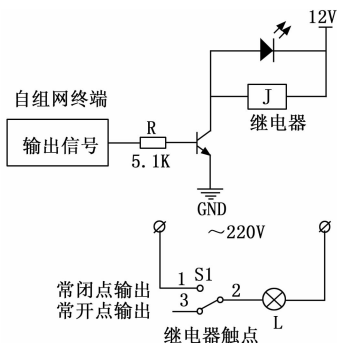 12V
自组网终端
输出信号
R
5.1K
J
继电器
GND
～220V
常闭点输出
1
S1
常开点输出
3
2
L
继电器触点